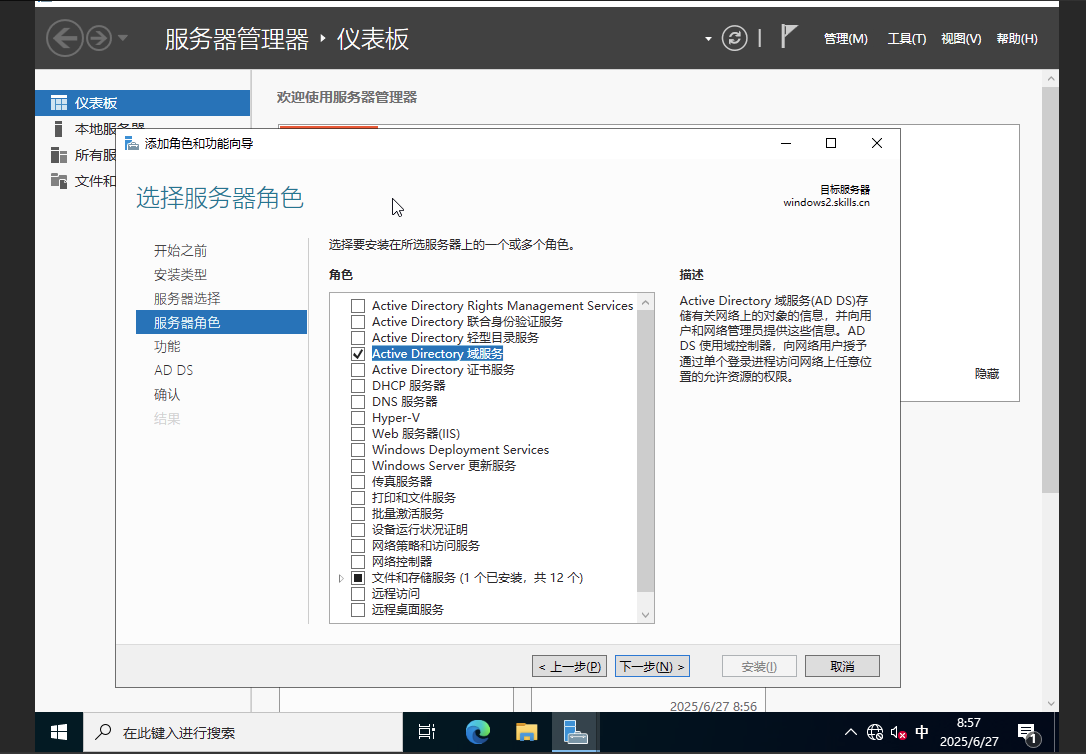 服务器管理器 · 仪表板
管理(M) 工具(T) 视图(V) 帮助(H)
仪表板
本地服务器
所有服
文件和
欢迎使用服务器管理器
添加角色和功能向导
选择服务器角色
目标服务器
windows2.skills.cn
开始之前
安装类型
服务器选择
服务器角色
功能
AD DS
确认
结果
选择要安装在所选服务器上的一个或多个角色。
角色
Active Directory Rights Management Services
Active Directory 联合身份验证服务
Active Directory 轻型目录服务
Active Directory 域服务
Active Directory 证书服务
DHCP 服务器
DNS 服务器
Hyper-V
Web 服务器(IIS)
Windows Deployment Services
Windows Server 更新服务
传真服务器
打印和文件服务
批量激活服务
设备运行状况证明
网络策略和访问服务
网络控制器
文件和存储服务 (1 个已安装，共 12 个)
远程访问
远程桌面服务
描述
Active Directory 域服务(AD DS)存
储有关网络上的对象的信息，并向用
户和网络管理员提供这些信息。AD
DS 使用域控制器，向网络用户授予
通过单个登录进程访问网络上任意位
置的允许资源的权限。
隐藏
< 上一步(P) 下一步(N) > 安装(I) 取消
2025/6/27 8:56
在此键入进行搜索
中
8:57
2025/6/27
1